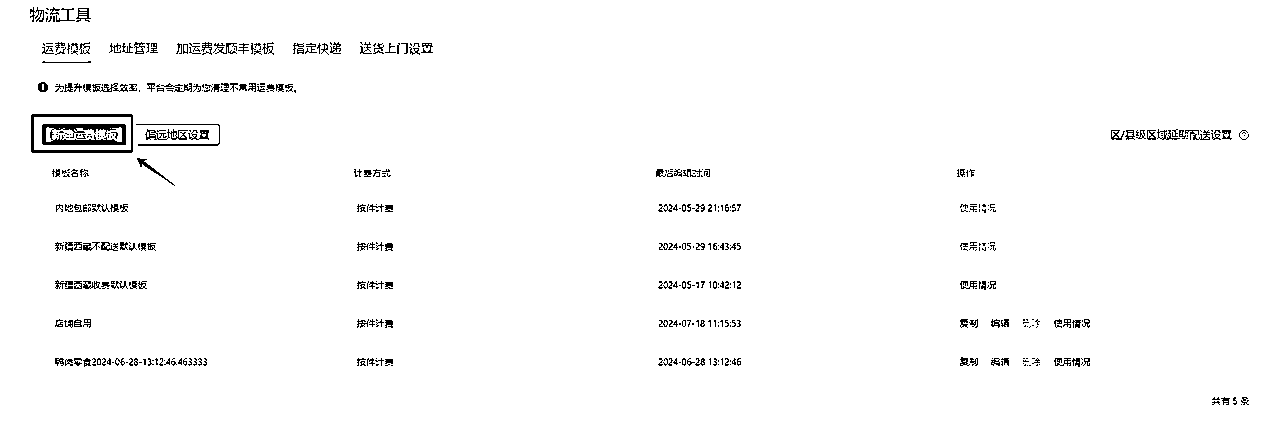 物流工具
运费模板 地址管理 加运费发顺丰模板 指定快递 送货上门设置
为提升模板选择效率，平台会定期为您清理不常用运费模板。
新建运费模板 偏远地区设置 区/县级区域延期配送设置
模板名称 计费方式 最后编辑时间 操作
内地包邮默认模板 按件计费 2024-05-29 21:16:57 使用情况
新疆西藏不配送默认模板 按件计费 2024-05-29 16:43:45 使用情况
新疆西藏收费默认模板 按件计费 2024-05-17 10:42:12 使用情况
店铺自用 按件计费 2024-07-18 11:15:53 复制 编辑 删除 使用情况
鸭货零食2024-06-28-13:12:46.463333 按件计费 2024-06-28 13:12:46 复制 编辑 删除 使用情况
共有 5 条